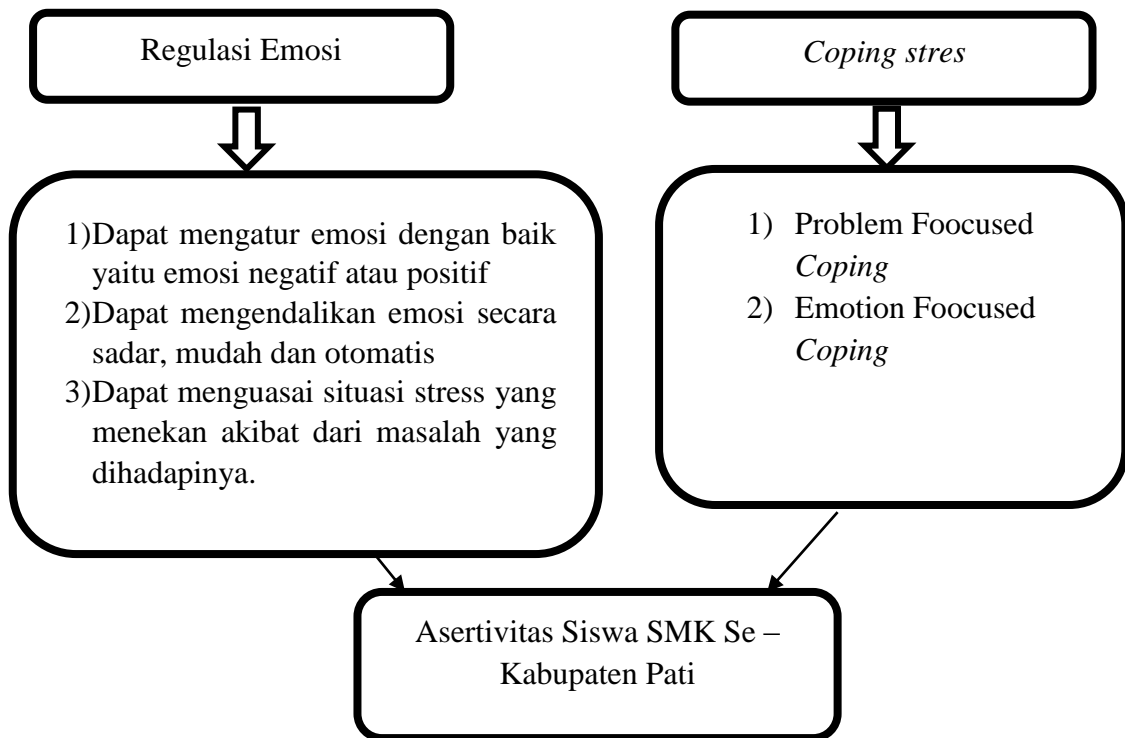 Regulasi Emosi
Coping stres
1)Dapat mengatur emosi dengan baik
yaitu emosi negatif atau positif
2)Dapat mengendalikan emosi secara
sadar, mudah dan otomatis
3)Dapat menguasai situasi stress yang
menekan akibat dari masalah yang
dihadapinya.
1) Problem Foocused
Coping
2) Emotion Foocused
Coping
Asertivitas Siswa SMK Se –
Kabupaten Pati